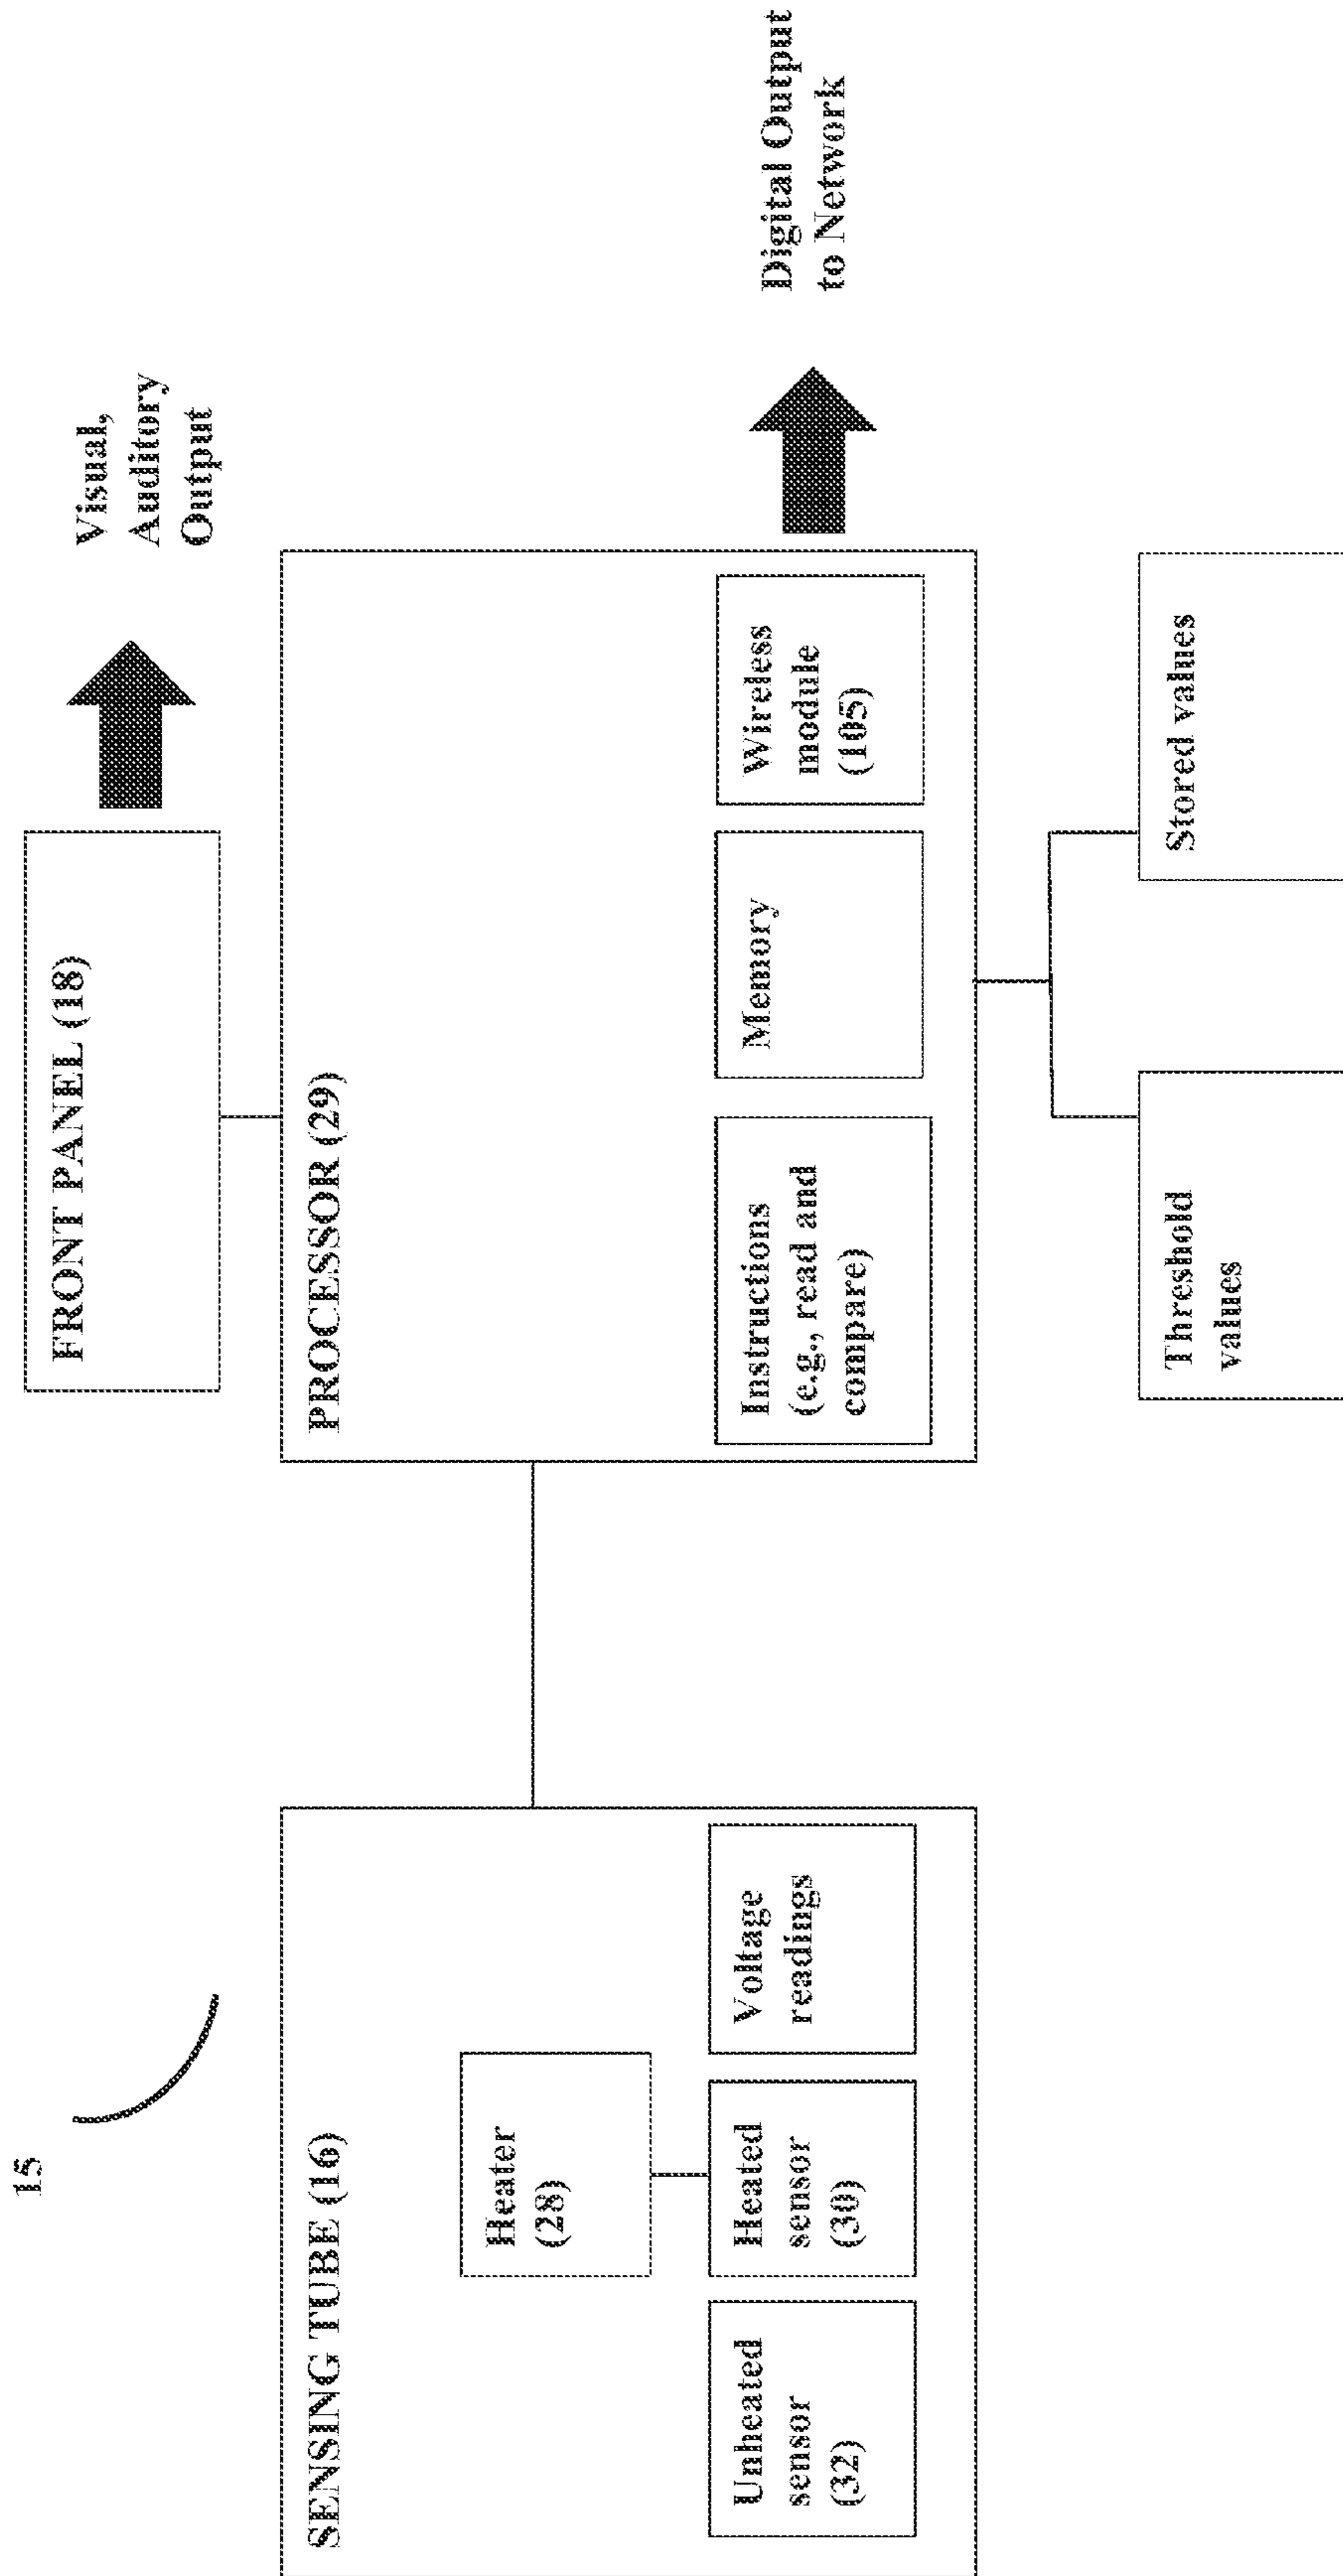 15
SENSING TUBE (16)
Heater
(28)
Unheated
sensor
(32)
Heated
sensor
(30)
Voltage
readings
FRONT PANEL (18)
Visual,
Auditory
Output
PROCESSOR (29)
Instructions
(e.g., read and
compare)
Memory
Wireless
module
(105)
Digital Output
to Network
Threshold
values
Stored values